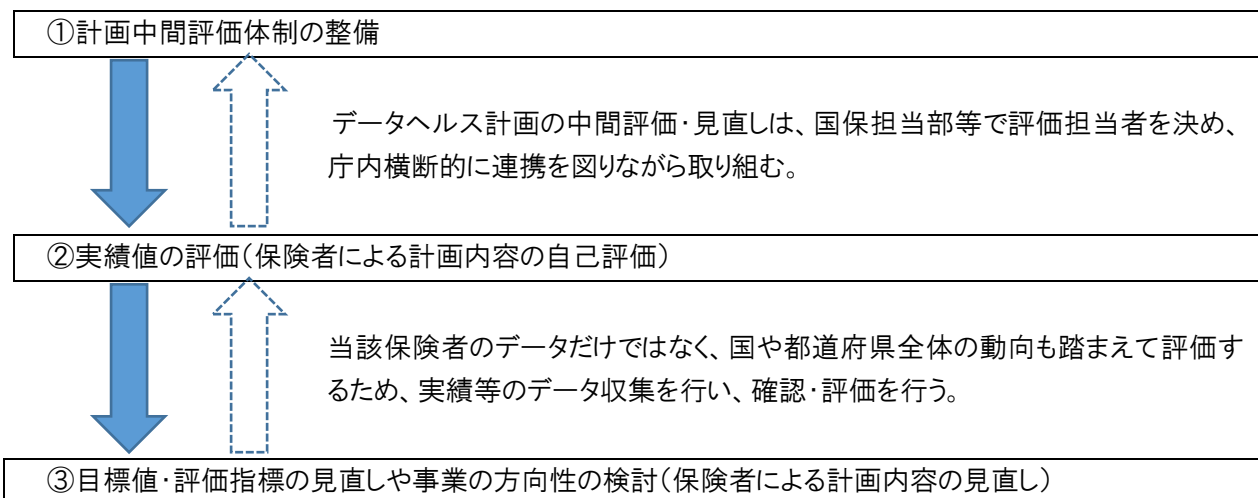 ①計画中間評価体制の整備
データヘルス計画の中間評価・見直しは、国保担当部等で評価担当者を決め、
庁内横断的に連携を図りながら取り組む。
②実績値の評価(保険者による計画内容の自己評価)
当該保険者のデータだけではなく、国や都道府県全体の動向も踏まえて評価す
るため、実績等のデータ収集を行い、確認・評価を行う。
③目標値・評価指標の見直しや事業の方向性の検討(保険者による計画内容の見直し)